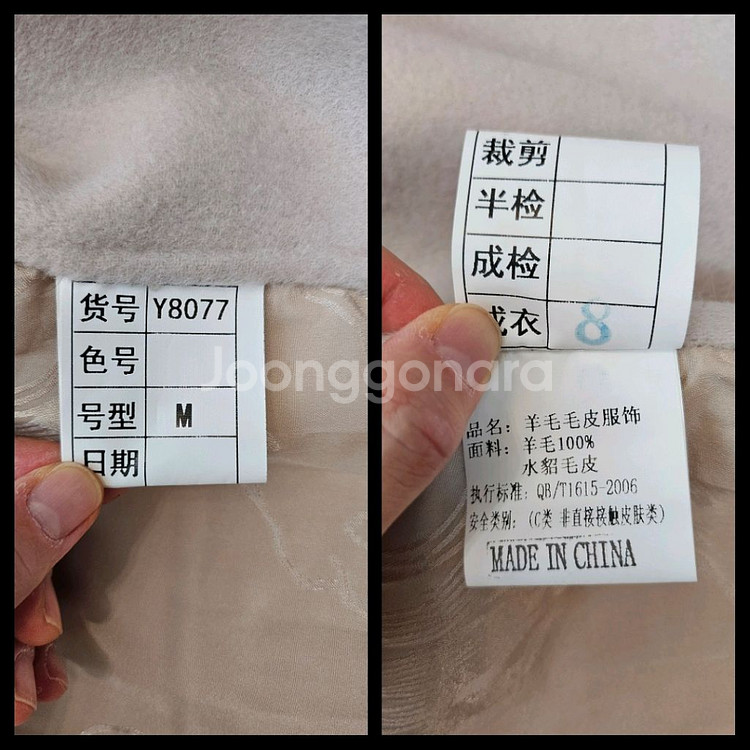 货号 Y8077
色号
号型 M
日期
裁剪
半检
成检
成衣 8
品名: 羊毛毛皮服饰
面料: 羊毛100%
水貂毛皮
执行标准: QB/T1615-2006
安全类别: (C类 非直接接触皮肤类)
MADE IN CHINA
Joonggonara